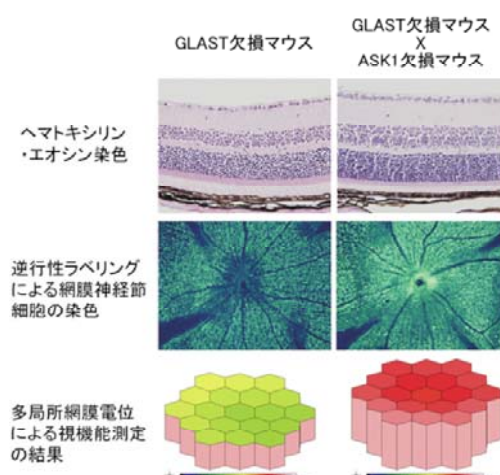 GLAST欠損マウス
GLAST欠損マウス
X
ASK1欠損マウス
ヘマトキシリン
・エオシン染色
逆行性ラベリング
による網膜神経節
細胞の染色
多局所網膜電位
による視機能測定
の結果